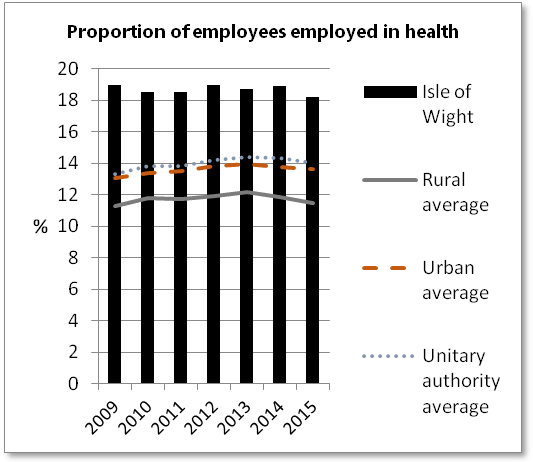 Proportion of employees employed in health
20
18
16
14
12
10
8
6
4
2
0
%
2009
2010
2011
2012
2013
2014
2015
Isle of
Wight
Rural
average
Urban
average
Unitary
authority
average